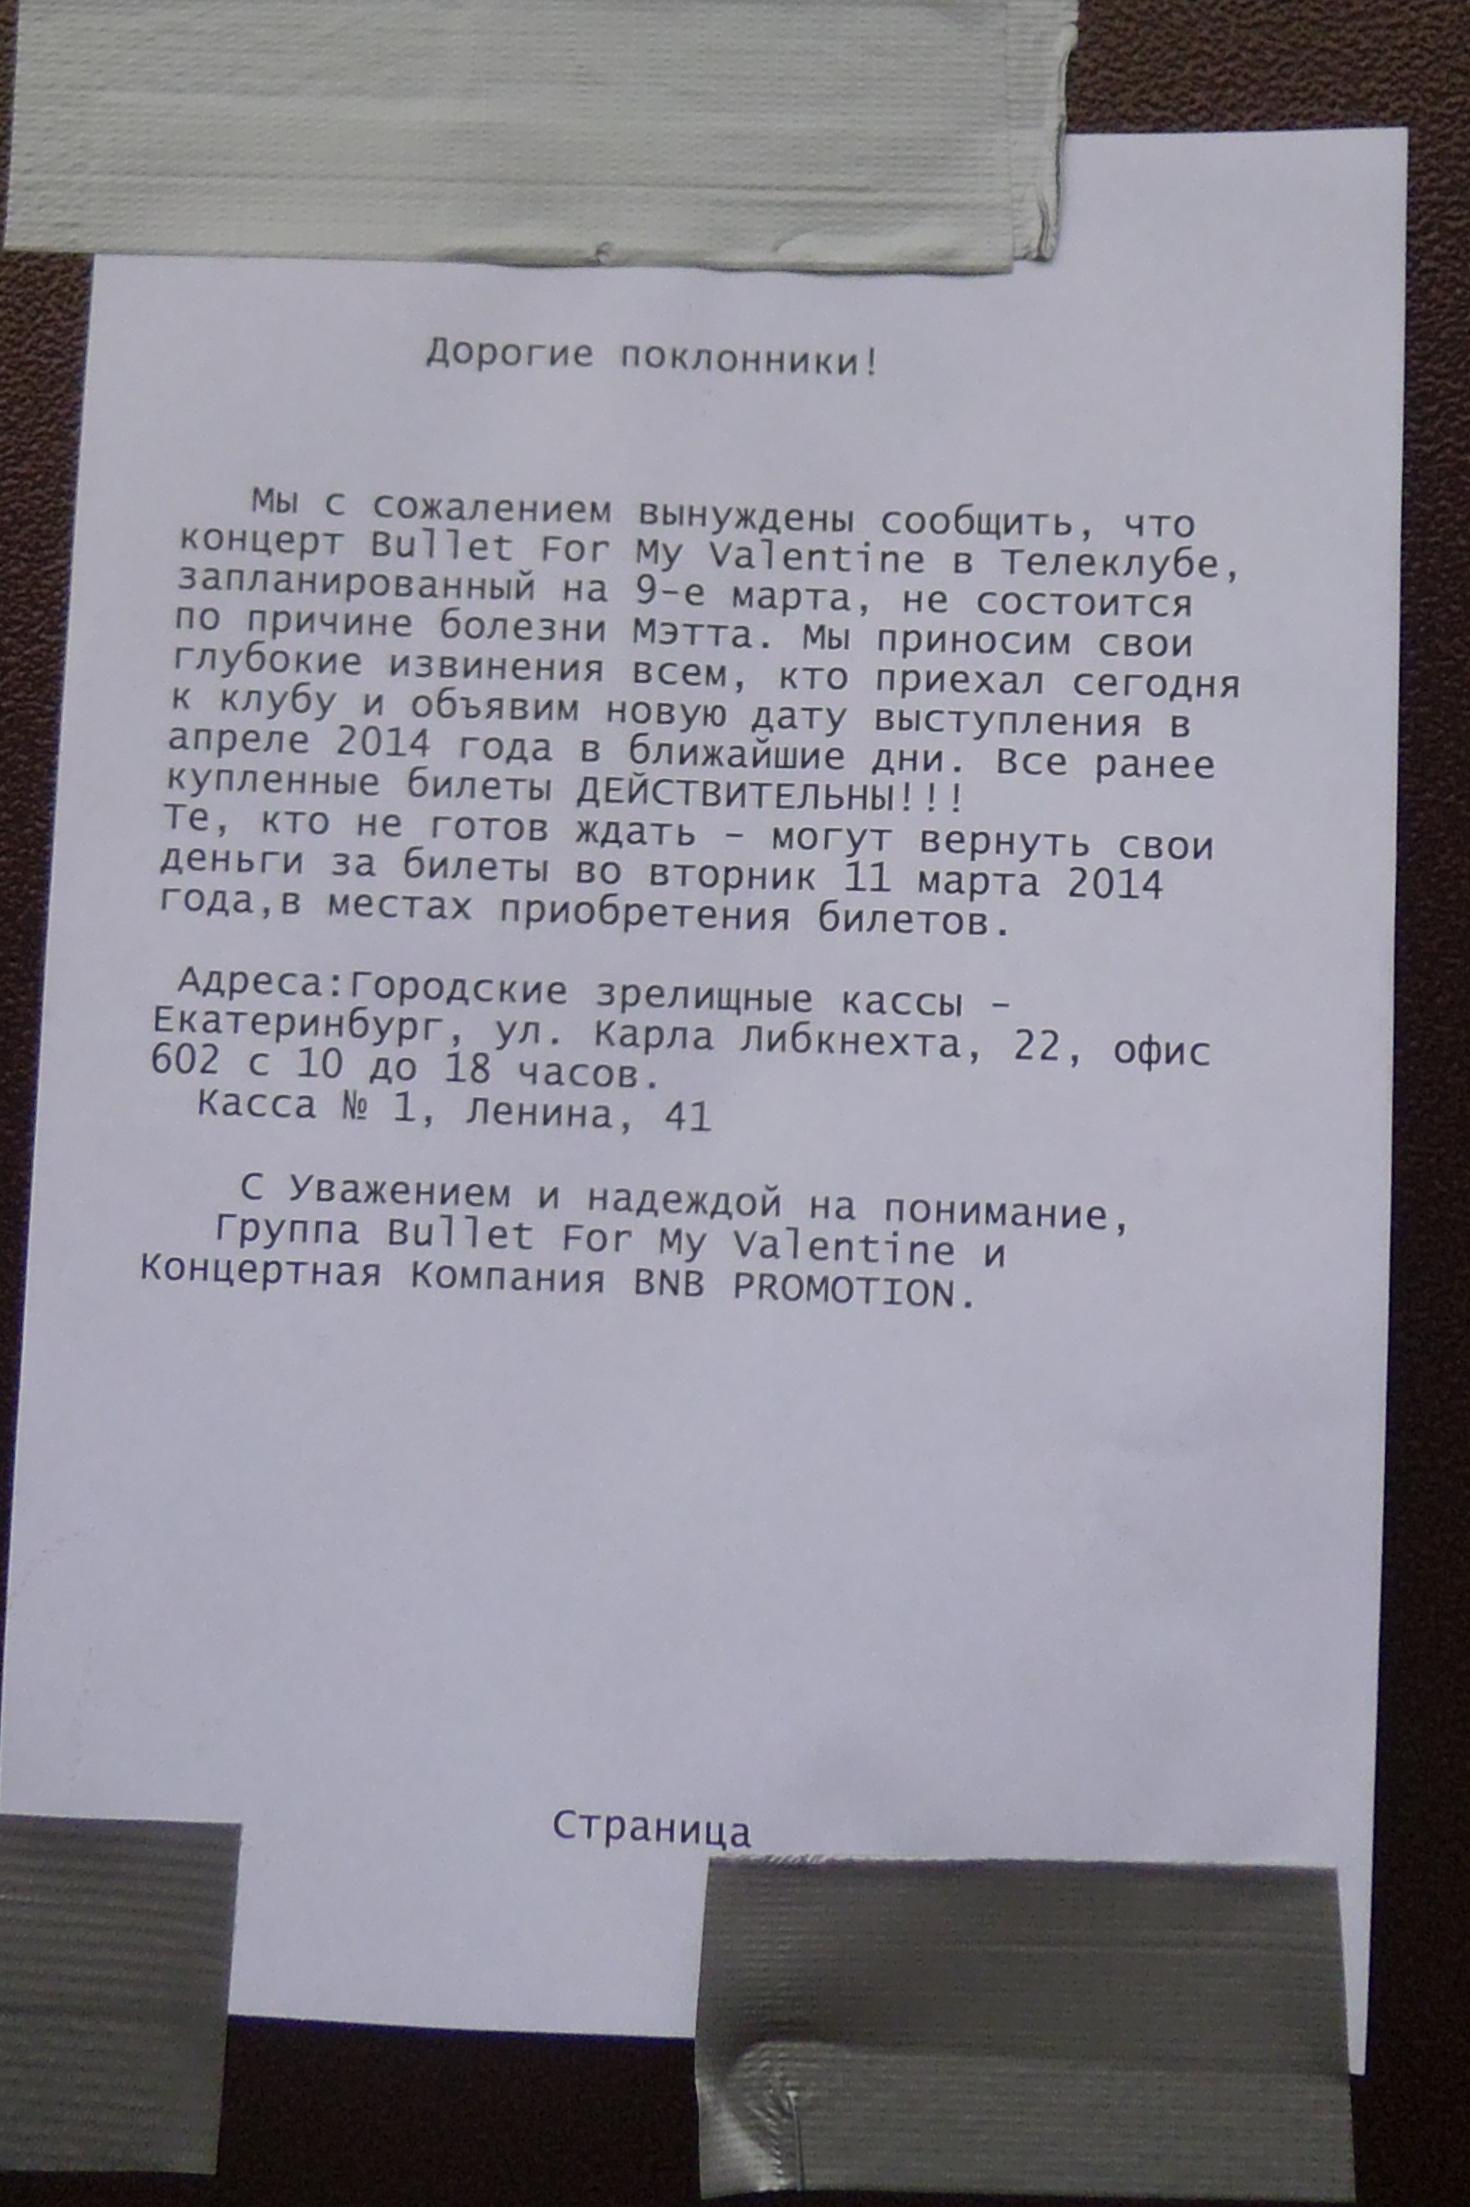 Дорогие поклонники!
Мы с сожалением вынуждены сообщить, что
концерт Bullet For My Valentine в Телеклубе,
запланированный на 9-е марта, не состоится
по причине болезни Мэтта. Мы приносим свои
глубокие извинения всем, кто приехал сегодня
к клубу и объявим новую дату выступления в
апреле 2014 года в ближайшие дни. Все ранее
купленные билеты ДЕЙСТВИТЕЛЬНЫ!!!
Те, кто не готов ждать – могут вернуть свои
деньги за билеты во вторник 11 марта 2014
года,в местах приобретения билетов.
Адреса:Городские зрелищные кассы –
Екатеринбург, ул. Карла Либкнехта, 22, офис
602 с 10 до 18 часов.
Касса № 1, Ленина, 41
С Уважением и надеждой на понимание,
Группа Bullet For My Valentine и
Концертная Компания BNB PROMOTION.
Страница